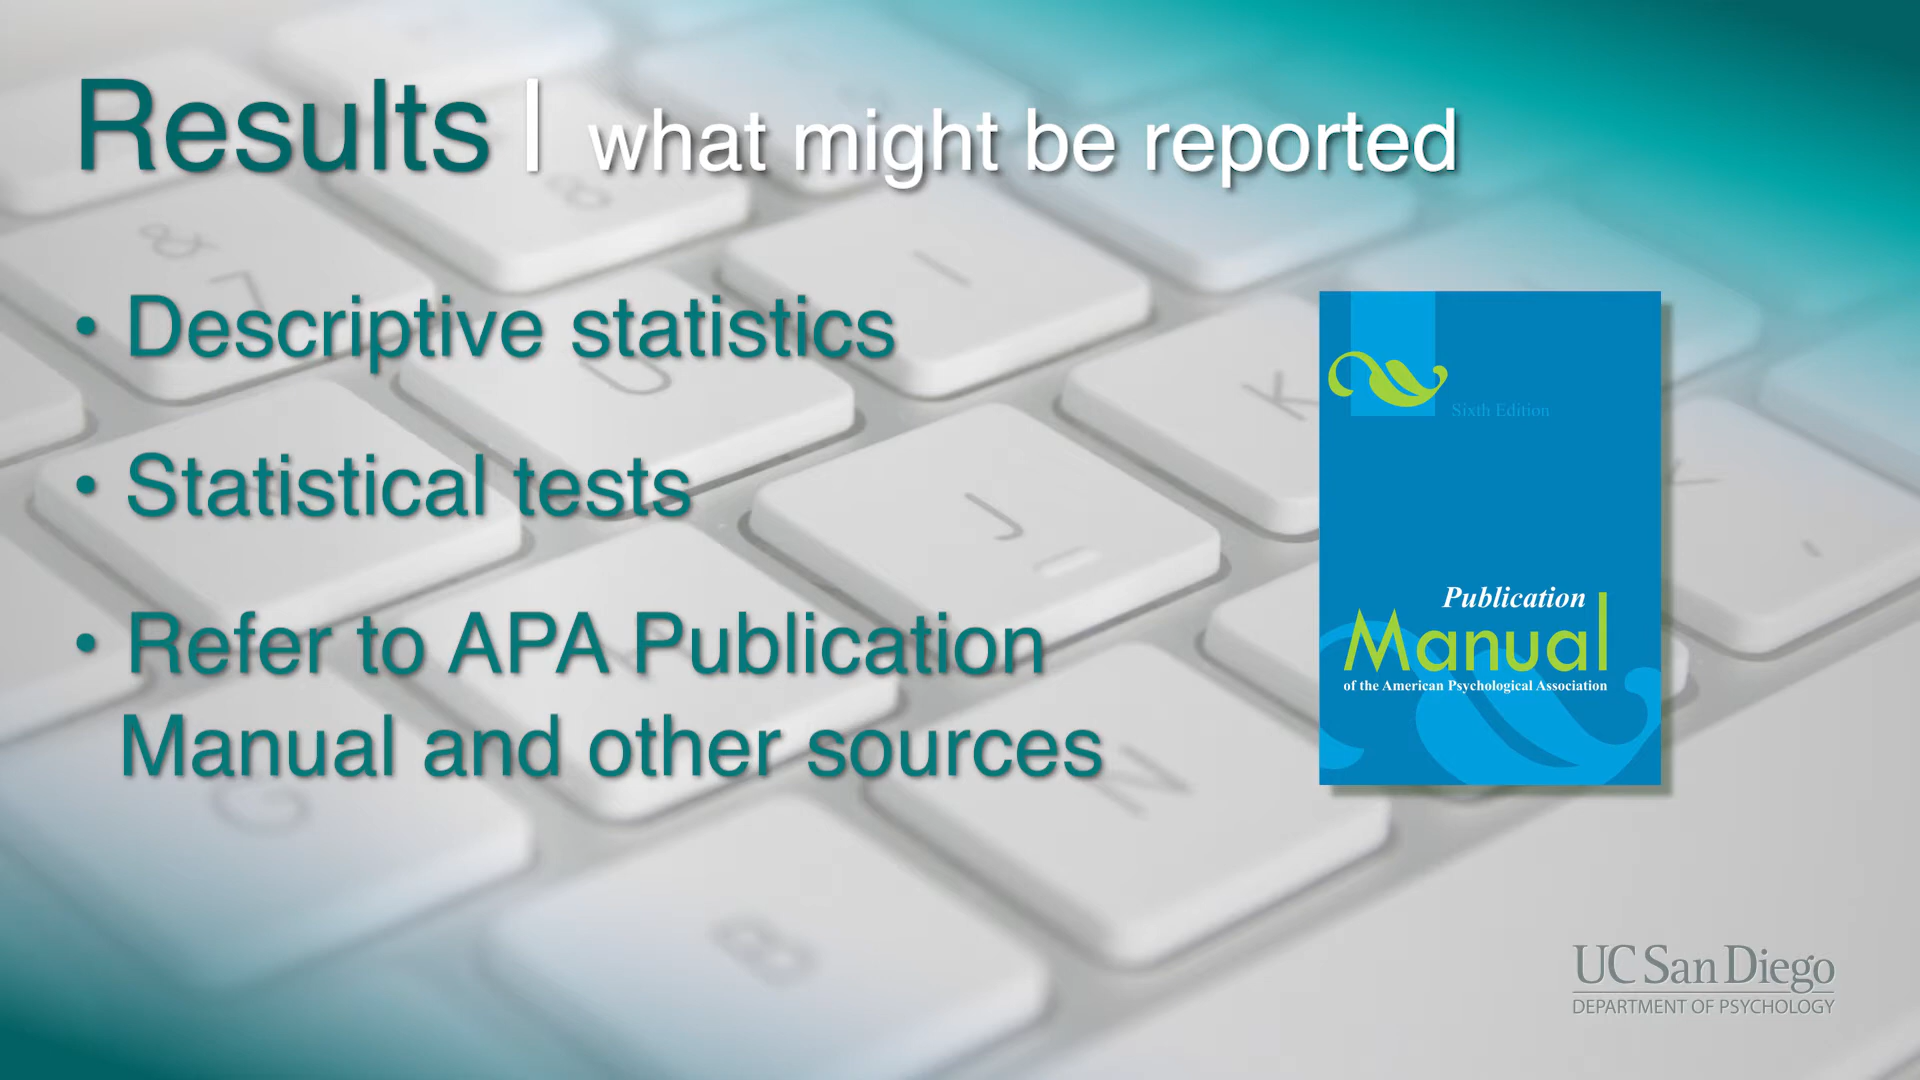 Results | what might be reported
• Descriptive statistics
• Statistical tests
• Refer to APA Publication
Manual and other sources
Sixth Edition
Publication
Manual
of the American Psychological Association
UC San Diego
DEPARTMENT OF PSYCHOLOGY